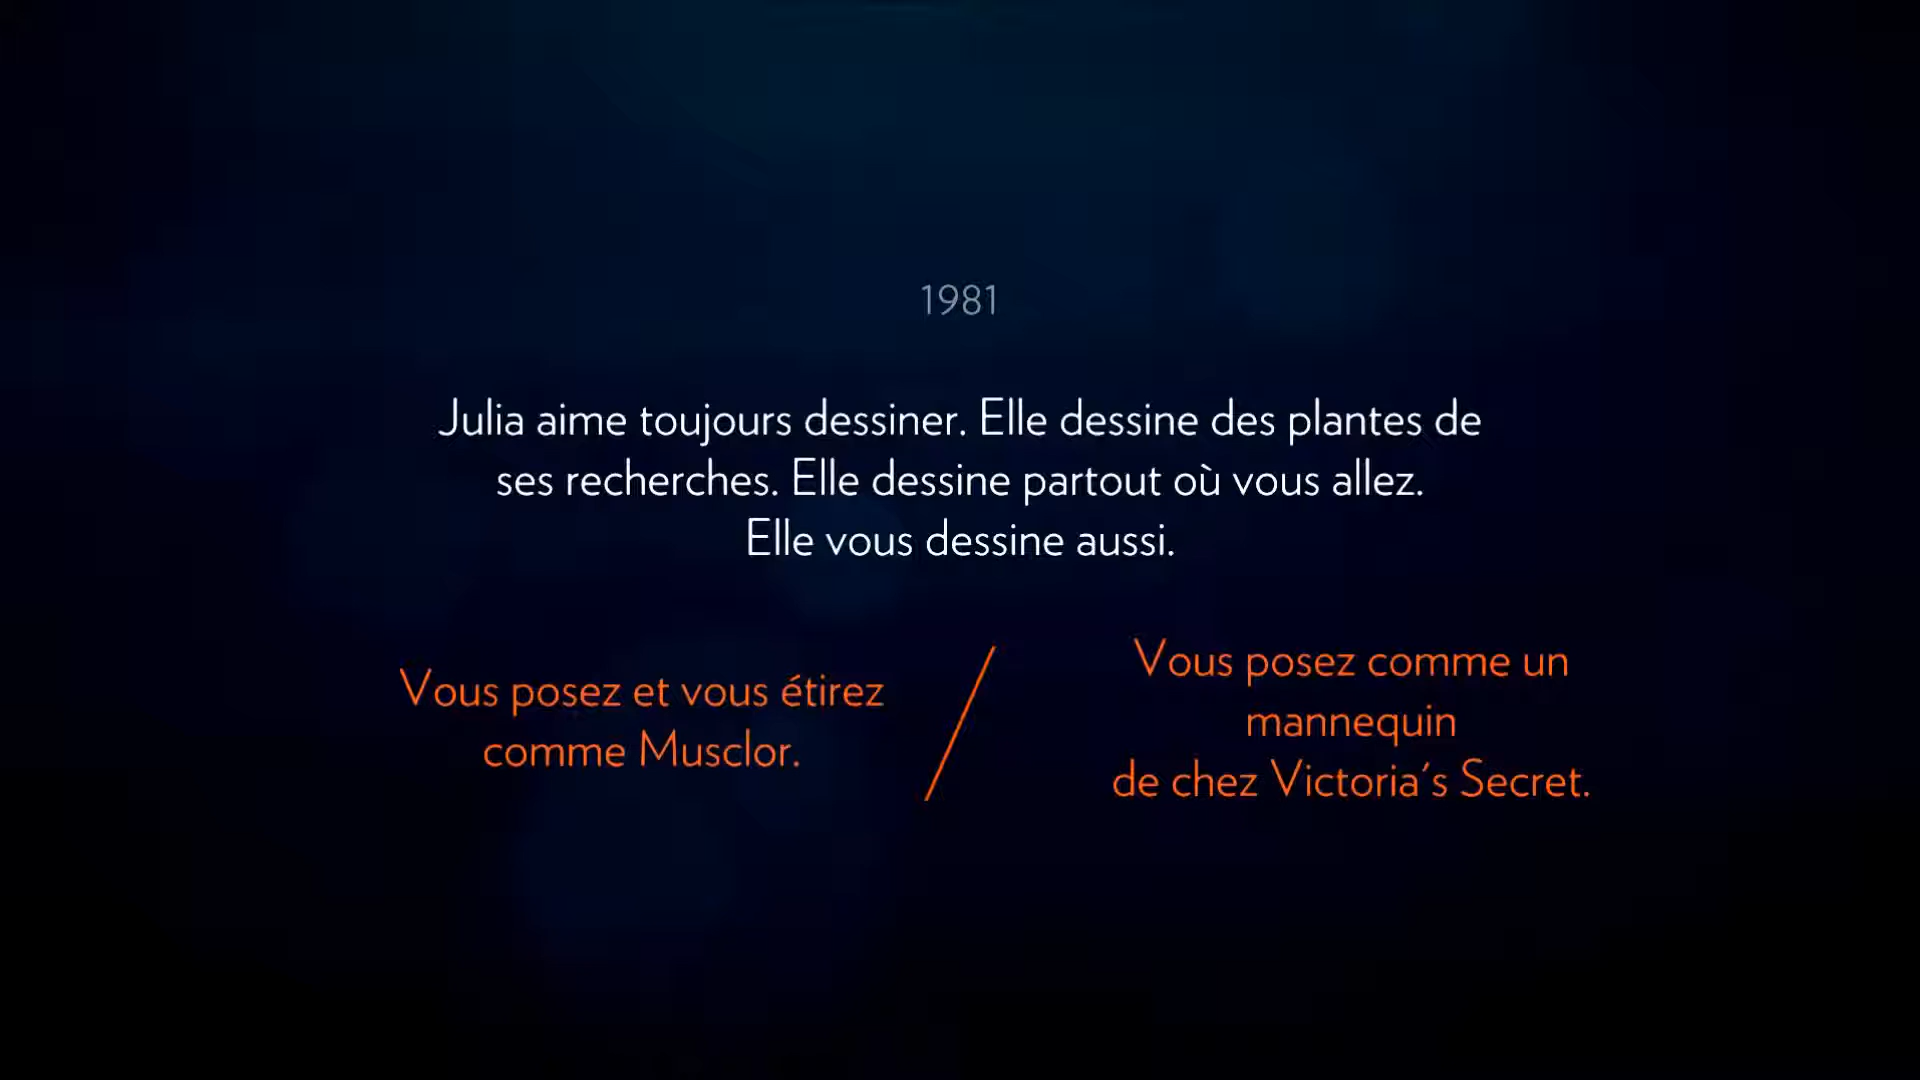 1981
Julia aime toujours dessiner. Elle dessine des plantes de
ses recherches. Elle dessine partout où vous allez.
Elle vous dessine aussi.
Vous posez et vous étirez
comme Musclor.
Vous posez comme un
mannequin
de chez Victoria's Secret.